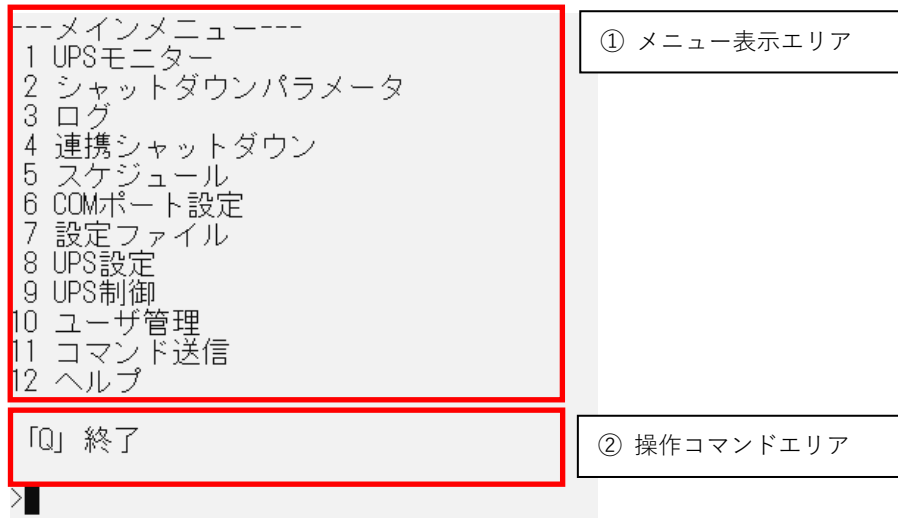 ---メインメニュー---
1 UPSモニター
2 シャットダウンパラメータ
3 ログ
4 連携シャットダウン
5 スケジュール
6 COMポート設定
7 設定ファイル
8 UPS設定
9 UPS制御
10 ユーザ管理
11 コマンド送信
12 ヘルプ
① メニュー表示エリア
「Q」 終了
② 操作コマンドエリア
>